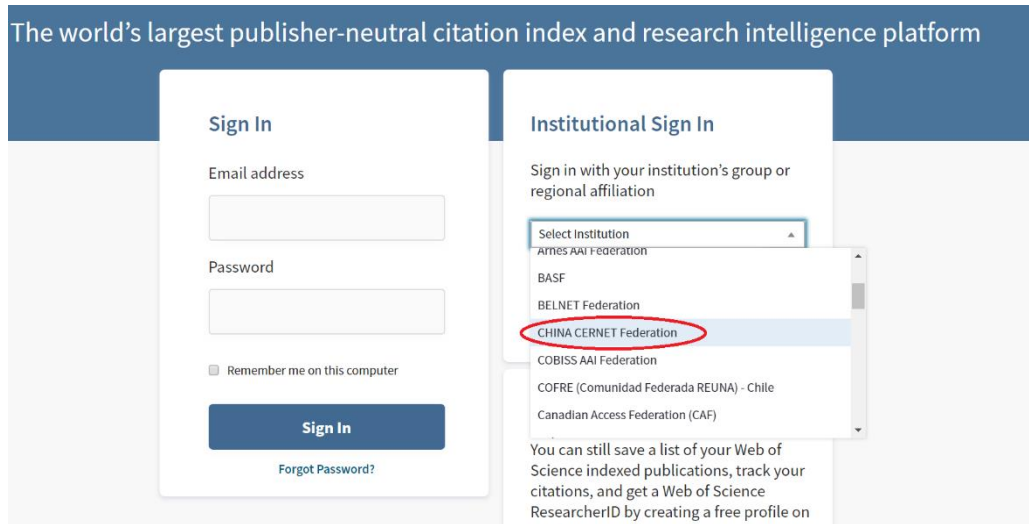 The world's largest publisher-neutral citation index and research intelligence platform
Sign In
Email address
Password
Remember me on this computer
Sign In
Forgot Password?
Institutional Sign In
Sign in with your institution's group or
regional affiliation
Select Institution
Arnes AAI Federation
BASF
BELNET Federation
CHINA CERNET Federation
COBISS AAI Federation
COFRE (Comunidad Federada REUNA) - Chile
Canadian Access Federation (CAF)
You can still save a list of your Web of
Science indexed publications, track your
citations, and get a Web of Science
ResearcherID by creating a free profile on